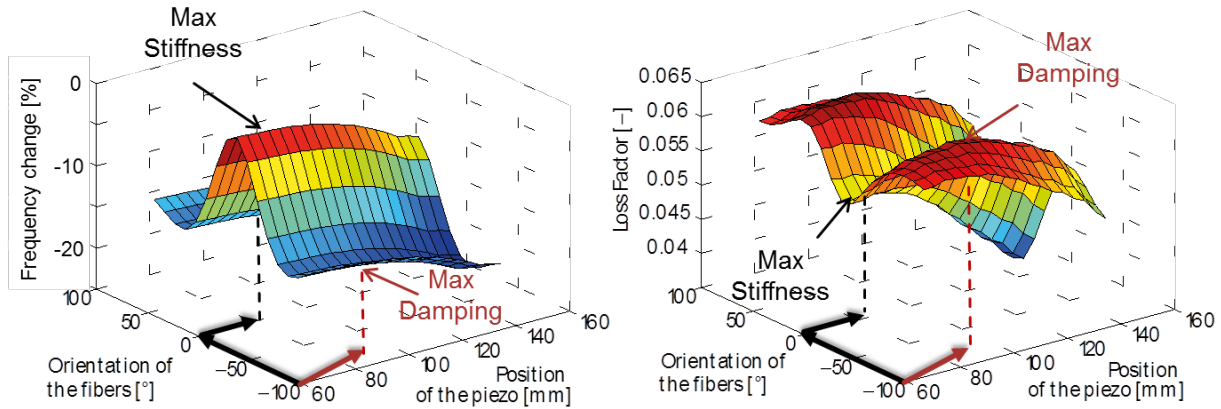 Max
Stiffness
Frequency change [%]
0
-10
-20
100
50
0
-50
-100
60
80
100
120
140
160
Orientation of
the fibers [°]
Position
of the piezo [mm]
Max
Damping
Max
Damping
Loss Factor [–]
0.065
0.06
0.055
0.05
0.045
0.04
100
50
0
-50
-100
60
80
100
120
140
160
Max
Stiffness
Orientation of
the fibers [°]
Position
of the piezo [mm]